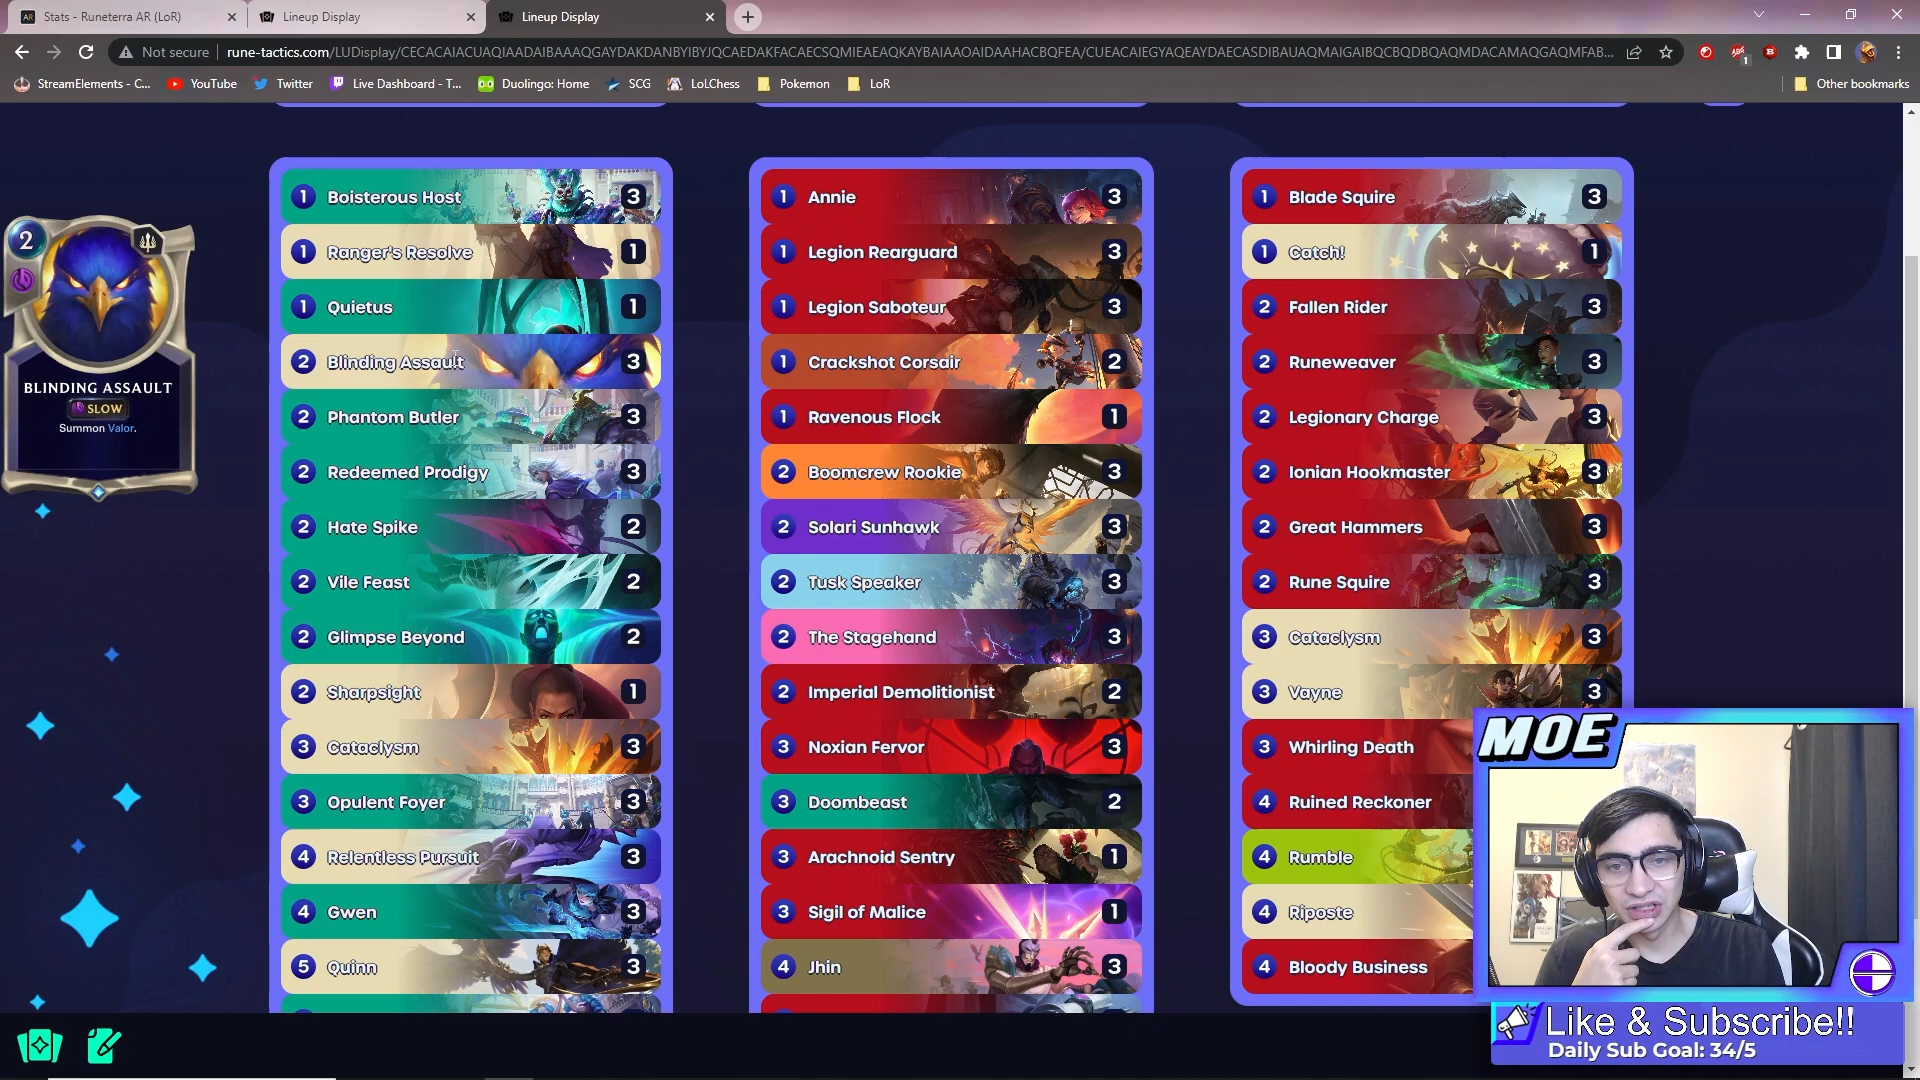 Stats - Runeterra AR (LoR)
Lineup Display
Lineup Display
Not secure
rune-tactics.com/LUDisplay/CECACAIACUAQIAADAIBAAAQGAYDAKDANBYIBYJQCAEDAKFACAECSQMIEAEAQKAYBAIAAOAIDAAHACBQFEA/CUEACAIEGYAQEAYDAECASDIBAUAQMAIGAIBQCBQDBQAQMDACAMAQGAQMFAB...
StreamElements - C...
YouTube
Twitter
Live Dashboard - T...
Duolingo: Home
SCG
LoLChess
Pokemon
LoR
Other bookmarks
2
BLINDING ASSAULT
SLOW
Summon Valor.
1 Boisterous Host 3
1 Ranger's Resolve 1
1 Quietus 1
2 Blinding Assault 3
2 Phantom Butler 3
2 Redeemed Prodigy 3
2 Hate Spike 2
2 Vile Feast 2
2 Glimpse Beyond 2
2 Sharpsight 1
3 Cataclysm 3
3 Opulent Foyer 3
4 Relentless Pursuit 3
4 Gwen 3
5 Quinn 3
1 Annie 3
1 Legion Rearguard 3
1 Legion Saboteur 3
1 Crackshot Corsair 2
1 Ravenous Flock 1
2 Boomcrew Rookie 3
2 Solari Sunhawk 3
2 Tusk Speaker 3
2 The Stagehand 3
2 Imperial Demolitionist 2
3 Noxian Fervor 3
3 Doombeast 2
3 Arachnoid Sentry 1
3 Sigil of Malice 1
4 Jhin 3
1 Blade Squire 3
1 Catch! 1
2 Fallen Rider 3
2 Runeweaver 3
2 Legionary Charge 3
2 Ionian Hookmaster 3
2 Great Hammers 3
2 Rune Squire 3
3 Cataclysm 3
3 Vayne 3
3 Whirling Death
4 Ruined Reckoner
4 Rumble
4 Riposte
4 Bloody Business
MOE
Like & Subscribe!!
Daily Sub Goal: 34/5